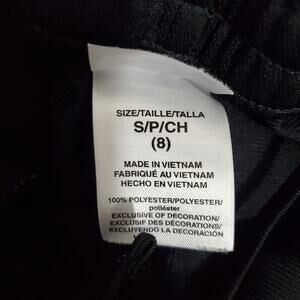 SIZE/TAILLE/TALLA
S/P/CH
(8)
MADE IN VIETNAM
FABRIQUÉ AU VIETNAM
HECHO EN VIETNAM
100% POLYESTER/POLYESTER/
poliéster
EXCLUSIVE OF DECORATION/
EXCLUSIF DES DÉCORATIONS/
EXCLUYENDO LA DECORACIÓN